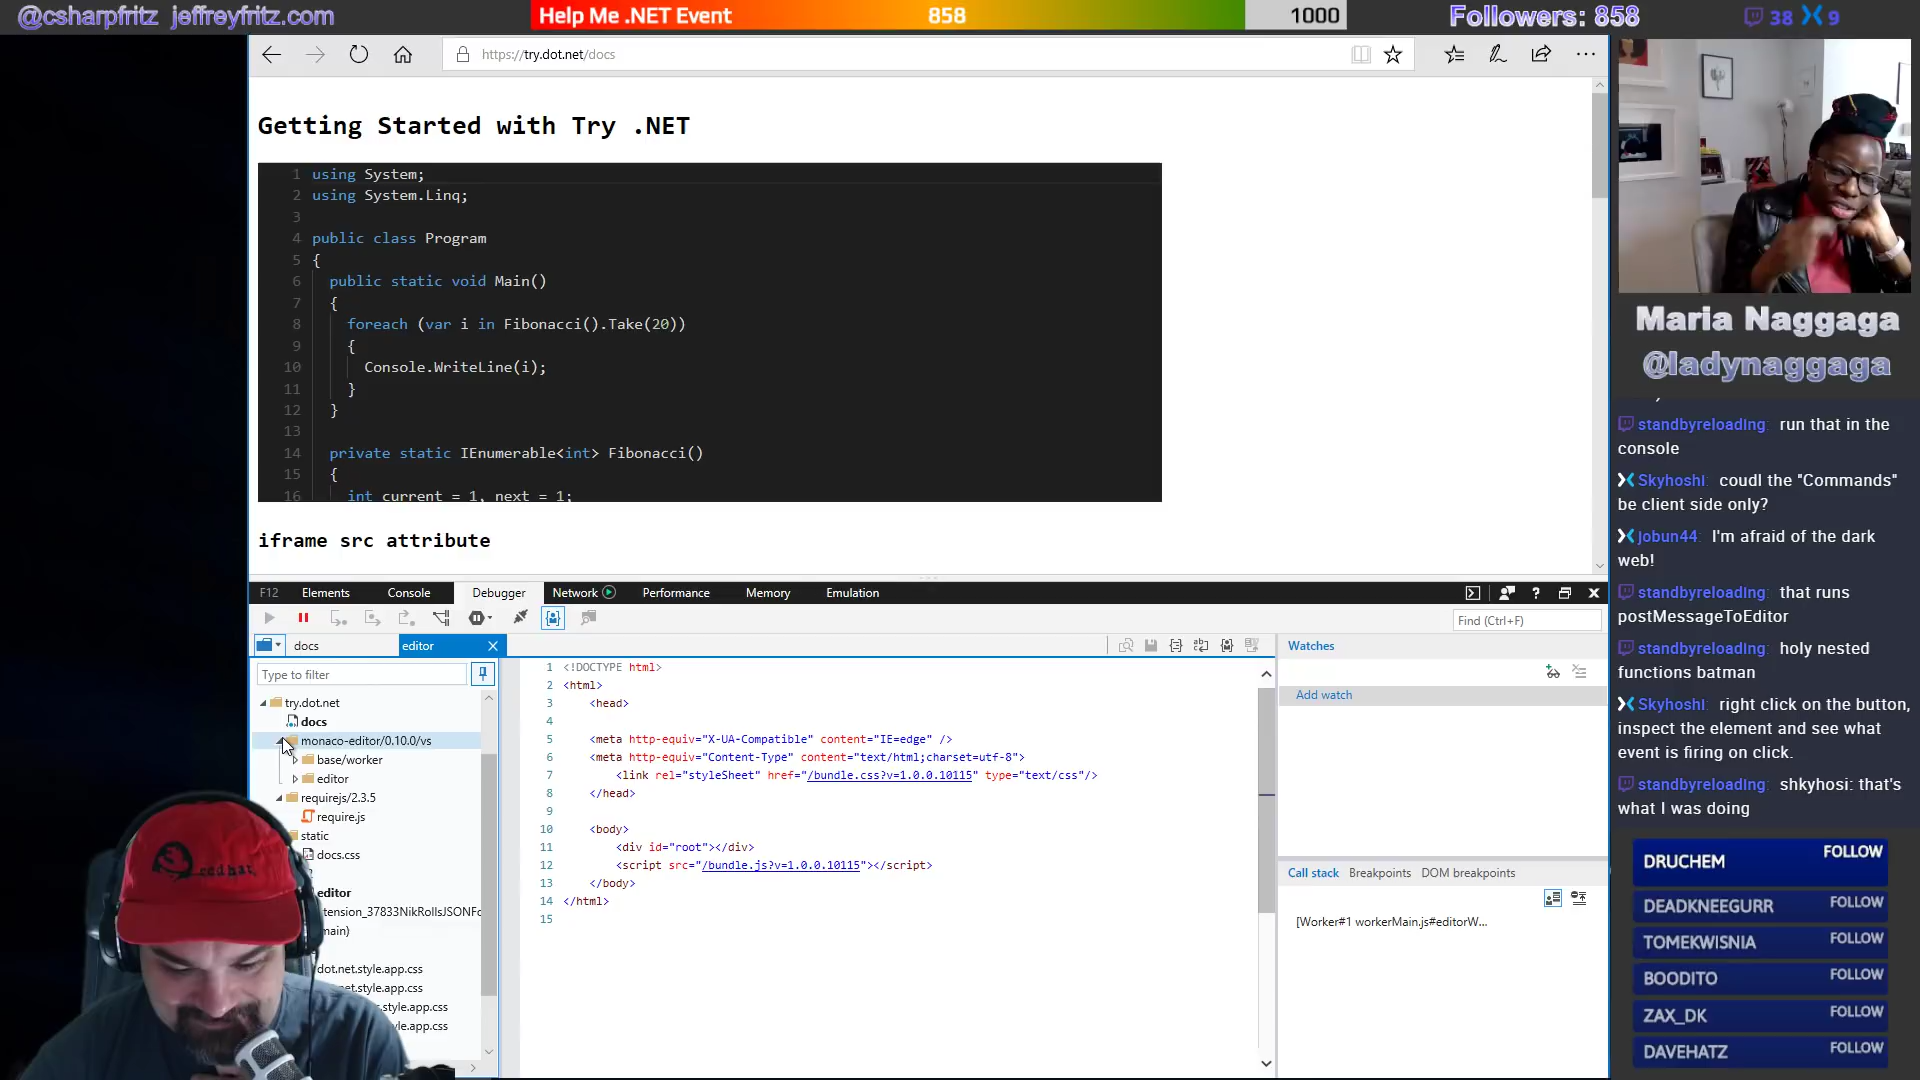 @csharpfritz jeffreyfritz.com
Help Me .NET Event 858 1000
Followers: 858 38 9
https://try.dot.net/docs
Getting Started with Try .NET
1 using System;
2 using System.Linq;
3
4 public class Program
5 {
6 public static void Main()
7 {
8 foreach (var i in Fibonacci().Take(20))
9 {
10 Console.WriteLine(i);
11 }
12 }
13
14 private static IEnumerable<int> Fibonacci()
15 {
16 int current = 1, next = 1;
iframe src attribute
F12 Elements Console Debugger Network Performance Memory Emulation
Find (Ctrl+F)
docs editor
Type to filter
try.dot.net
docs
monaco-editor/0.10.0/vs
base/worker
editor
requirejs/2.3.5
require.js
static
docs.css
editor
tension_37833NikRollsJSONFo
main)
dot.net.style.app.css
.net.style.app.css
s.style.app.css
yle.app.css
1 <!DOCTYPE html>
2 <html>
3 <head>
4
5 <meta http-equiv="X-UA-Compatible" content="IE=edge" />
6 <meta http-equiv="Content-Type" content="text/html;charset=utf-8">
7 <link rel="styleSheet" href="/bundle.css?v=1.0.0.10115" type="text/css"/>
8 </head>
9
10 <body>
11 <div id="root"></div>
12 <script src="/bundle.js?v=1.0.0.10115"></script>
13 </body>
14 </html>
15
Watches
Add watch
Call stack Breakpoints DOM breakpoints
[Worker#1 workerMain.js#editorW...
Maria Naggaga
@ladynaggaga
standbyreloading: run that in the
console
Skyhoshi: coudl the "Commands"
be client side only?
jobun44: I'm afraid of the dark
web!
standbyreloading: that runs
postMessageToEditor
standbyreloading: holy nested
functions batman
Skyhoshi: right click on the button,
inspect the element and see what
event is firing on click.
standbyreloading: shkyhosi: that's
what I was doing
DRUCHEM FOLLOW
DEADKNEEGURR FOLLOW
TOMEKWISNIA FOLLOW
BOODITO FOLLOW
ZAX_DK FOLLOW
DAVEHATZ FOLLOW
redhat